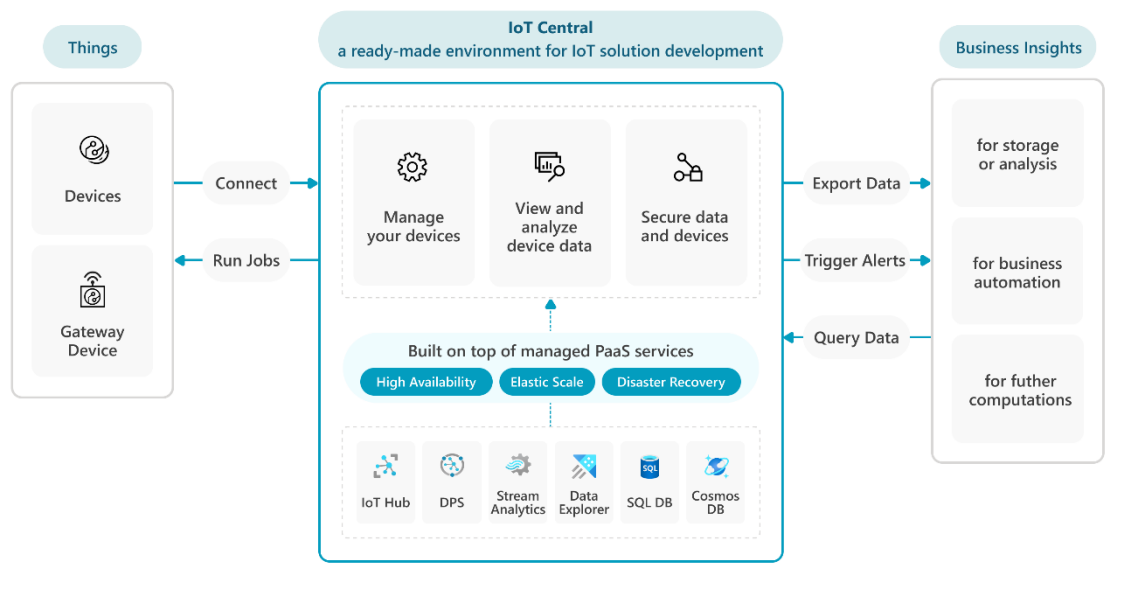 Things
Devices
Gateway
Device
Connect
Run Jobs
IoT Central
a ready-made environment for IoT solution development
Manage
your devices
View and
analyze
device data
Secure data
and devices
Built on top of managed PaaS services
High Availability
Elastic Scale
Disaster Recovery
IoT Hub
DPS
Stream
Analytics
Data
Explorer
SQL
SQL DB
Cosmos
DB
Export Data
Trigger Alerts
Query Data
Business Insights
for storage
or analysis
for business
automation
for futher
computations